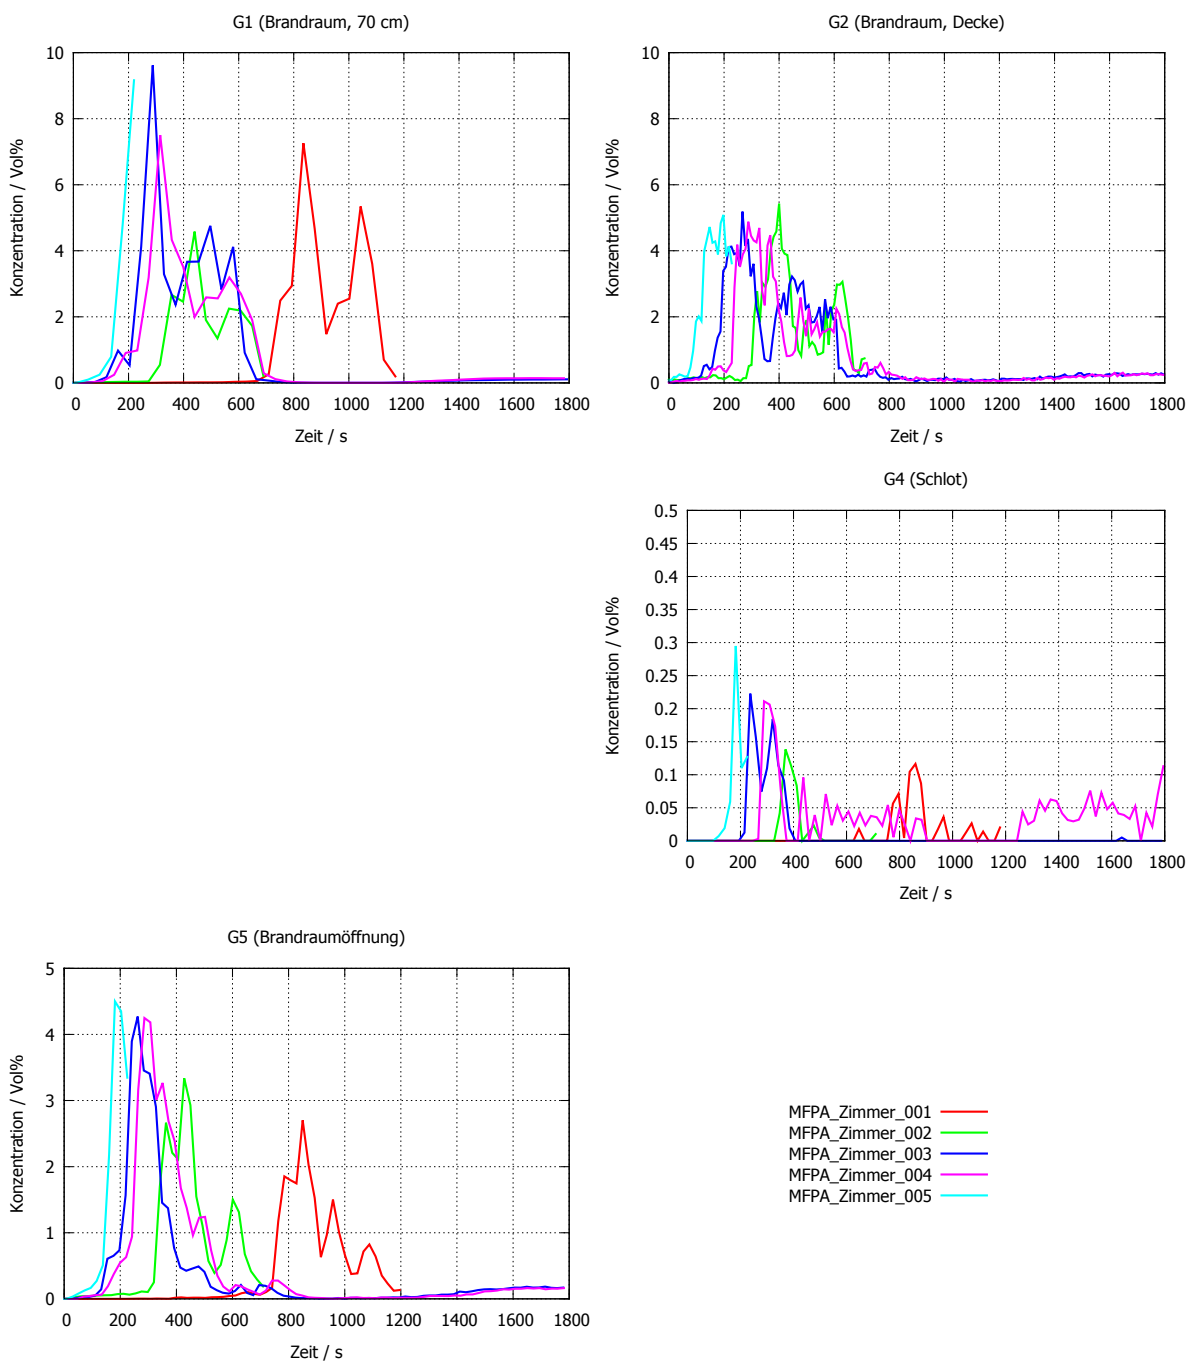 G1 (Brandraum, 70 cm)
Konzentration / Vol%
10
8
6
4
2
0
0 200 400 600 800 1000 1200 1400 1600 1800
Zeit / s
G2 (Brandraum, Decke)
Konzentration / Vol%
10
8
6
4
2
0
0 200 400 600 800 1000 1200 1400 1600 1800
Zeit / s
G4 (Schlot)
Konzentration / Vol%
0.5
0.45
0.4
0.35
0.3
0.25
0.2
0.15
0.1
0.05
0
0 200 400 600 800 1000 1200 1400 1600 1800
Zeit / s
G5 (Brandraumöffnung)
Konzentration / Vol%
5
4
3
2
1
0
0 200 400 600 800 1000 1200 1400 1600 1800
Zeit / s
MFPA_Zimmer_001
MFPA_Zimmer_002
MFPA_Zimmer_003
MFPA_Zimmer_004
MFPA_Zimmer_005